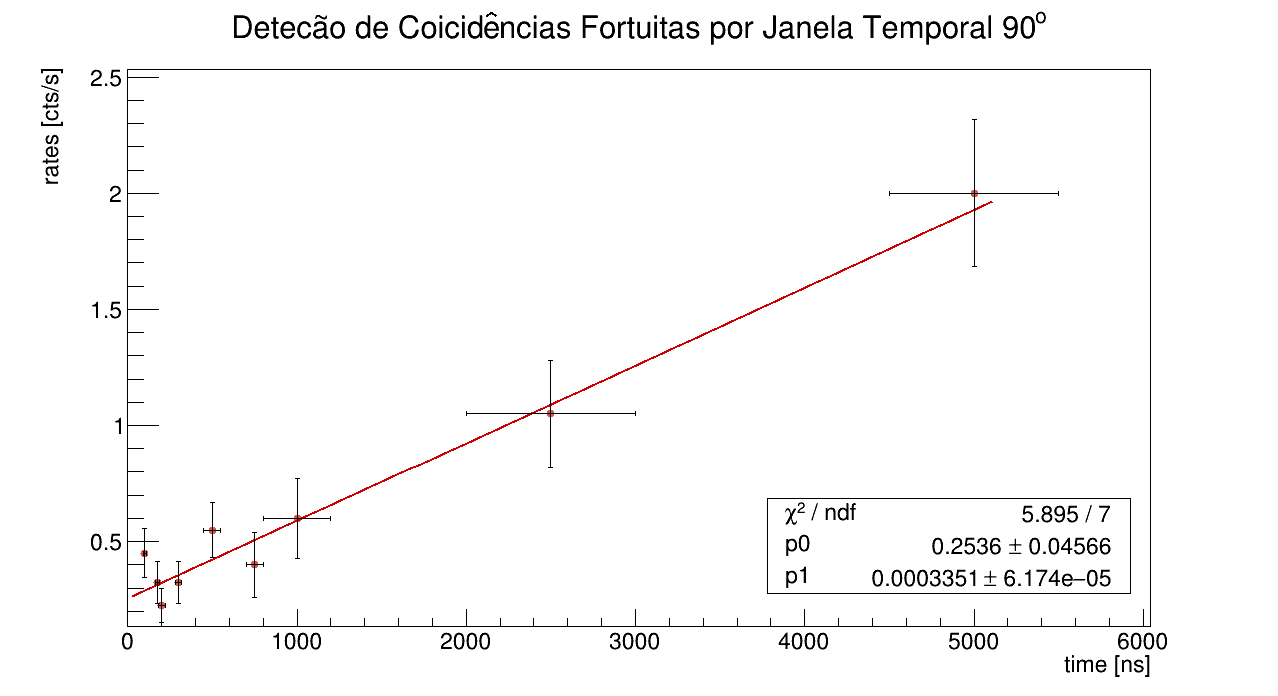 Detecão de Coicidências Fortuitas por Janela Temporal 90º
rates [cts/s]
2.5
2
1.5
1
0.5
χ² / ndf 5.895 / 7
p0 0.2536 ± 0.04566
p1 0.0003351 ± 6.174e−05
0 1000 2000 3000 4000 5000 6000
time [ns]